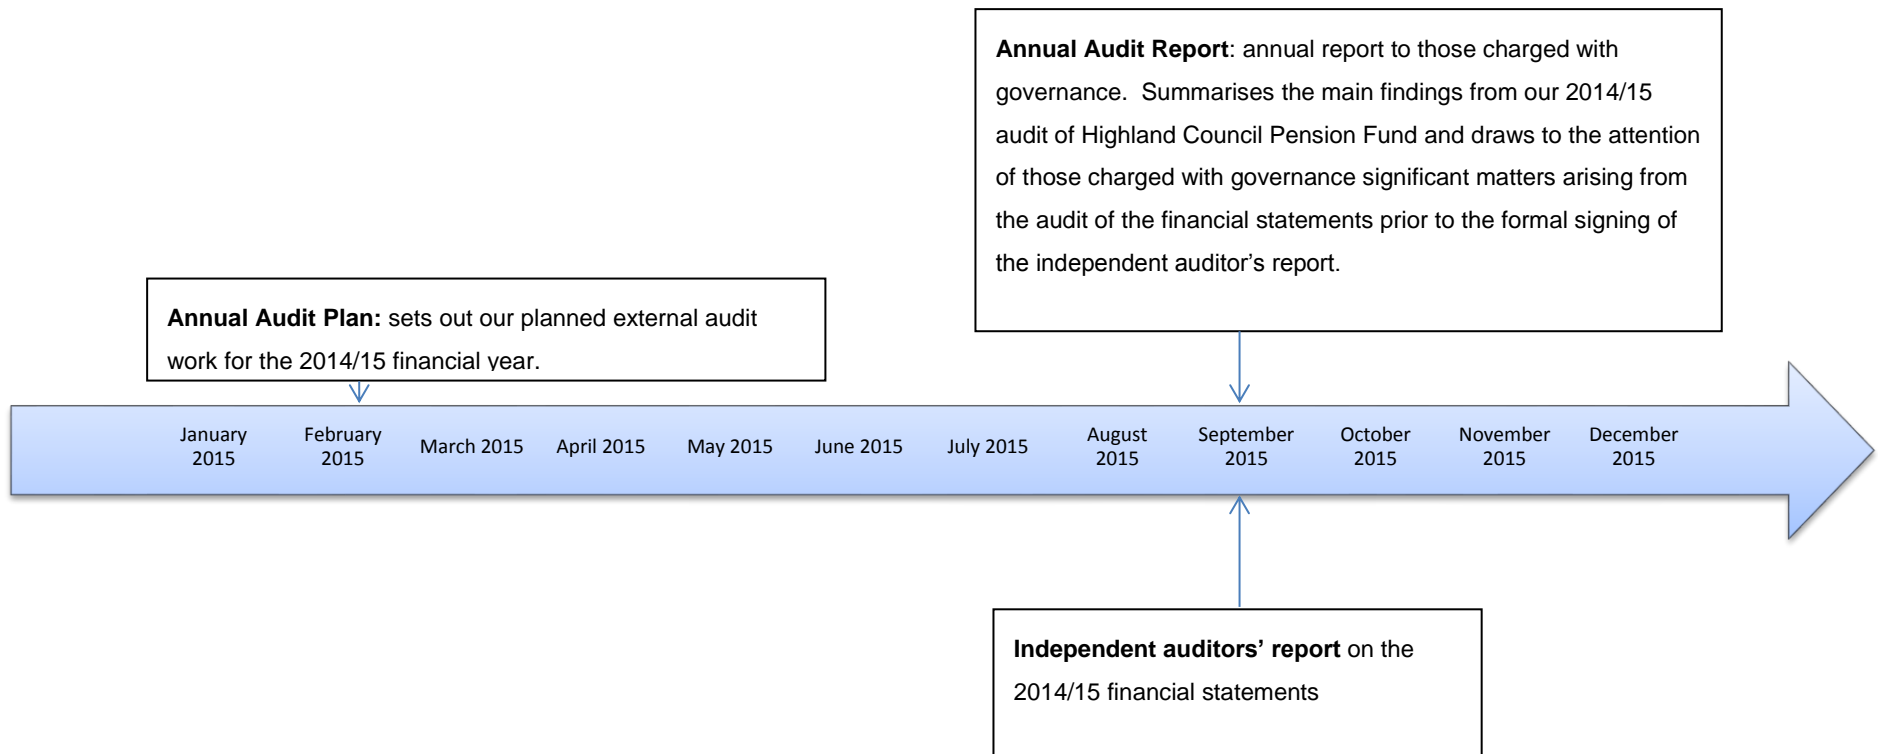 Annual Audit Report: annual report to those charged with
governance.  Summarises the main findings from our 2014/15
audit of Highland Council Pension Fund and draws to the attention
of those charged with governance significant matters arising from
the audit of the financial statements prior to the formal signing of
the independent auditor’s report.
Annual Audit Plan: sets out our planned external audit
work for the 2014/15 financial year.
January
2015
February
2015
March 2015
April 2015
May 2015
June 2015
July 2015
August
2015
September
2015
October
2015
November
2015
December
2015
Independent auditors’ report on the
2014/15 financial statements